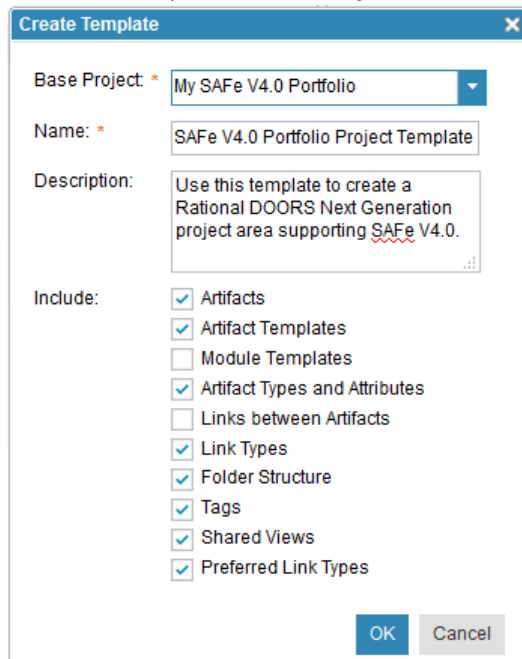 Create Template
Base Project: * My SAFe V4.0 Portfolio
Name: * SAFe V4.0 Portfolio Project Template
Description: Use this template to create a
Rational DOORS Next Generation
project area supporting SAFe V4.0.
Include: Artifacts
Artifact Templates
Module Templates
Artifact Types and Attributes
Links between Artifacts
Link Types
Folder Structure
Tags
Shared Views
Preferred Link Types
OK Cancel